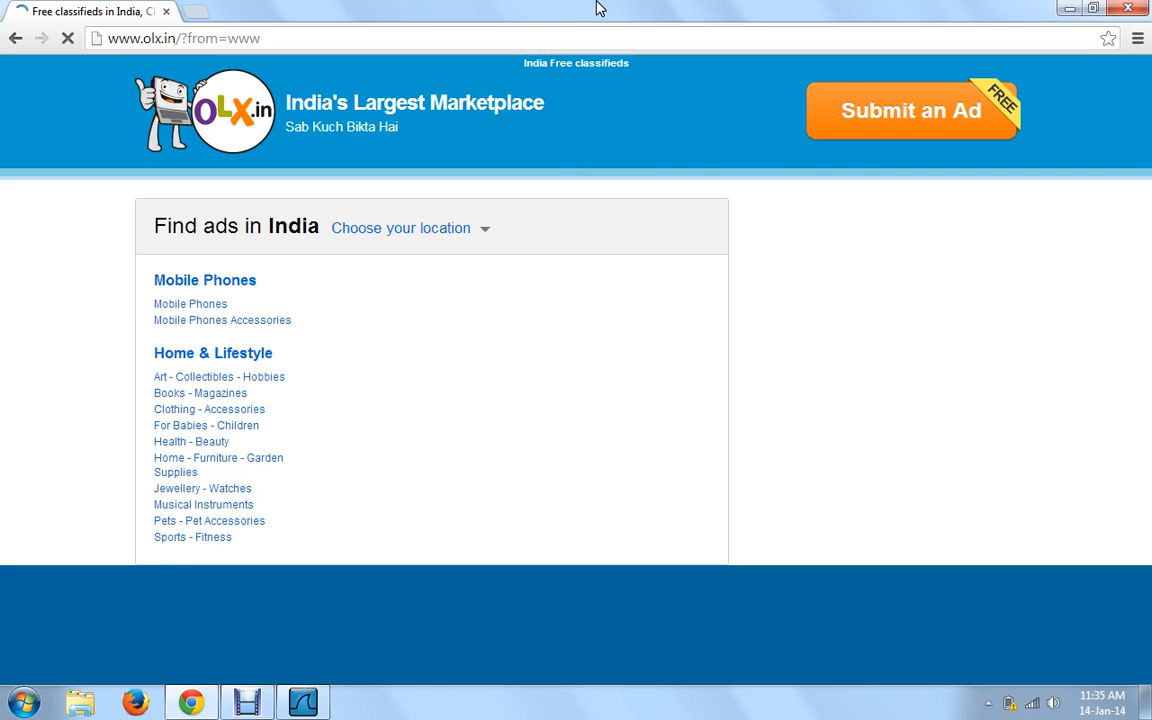 Free classifieds in India, Cl
www.olx.in/?from=www
India Free classifieds
OLX.in
India's Largest Marketplace
Sab Kuch Bikta Hai
Submit an Ad
FREE
Find ads in India Choose your location
Mobile Phones
Mobile Phones
Mobile Phones Accessories
Home & Lifestyle
Art - Collectibles - Hobbies
Books - Magazines
Clothing - Accessories
For Babies - Children
Health - Beauty
Home - Furniture - Garden
Supplies
Jewellery - Watches
Musical Instruments
Pets - Pet Accessories
Sports - Fitness
11:35 AM
14-Jan-14